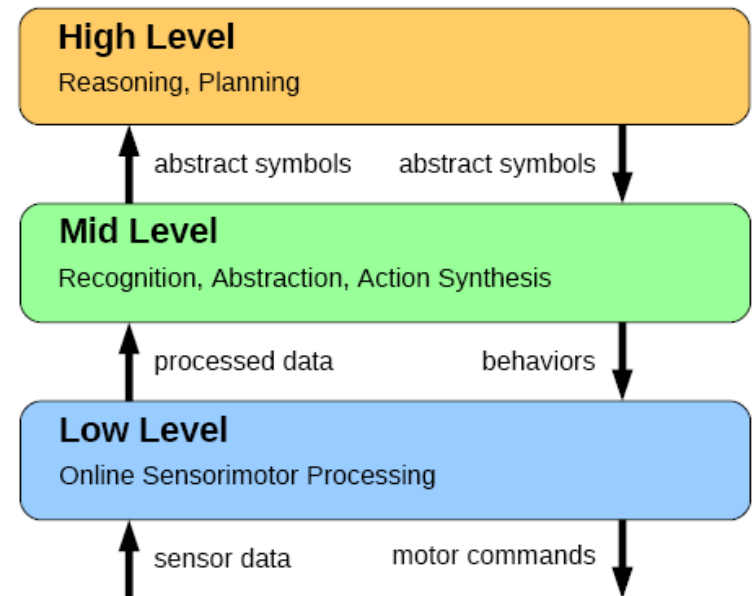 High Level
Reasoning, Planning
abstract symbols abstract symbols
Mid Level
Recognition, Abstraction, Action Synthesis
processed data behaviors
Low Level
Online Sensorimotor Processing
sensor data motor commands